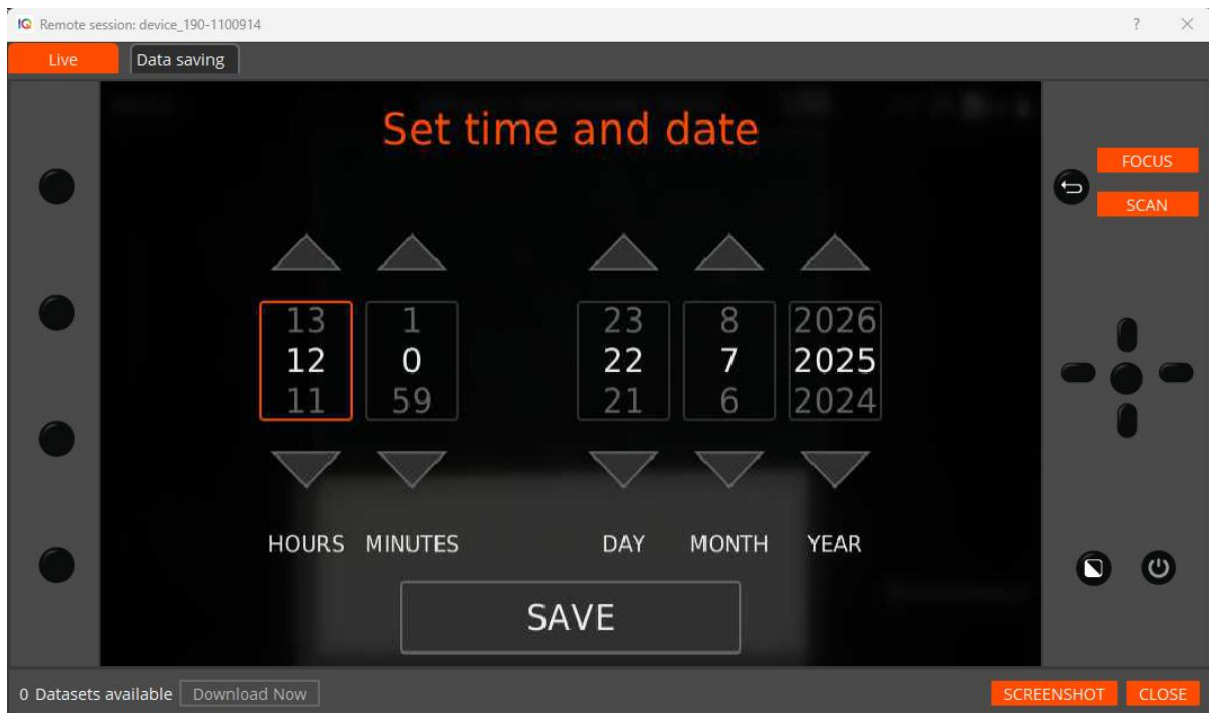 IQ Remote session: device_190-1100914 ? ×
Live Data saving
Set time and date
FOCUS
SCAN
13 1 23 8 2026
12 0 22 7 2025
11 59 21 6 2024
HOURS MINUTES DAY MONTH YEAR
SAVE
0 Datasets available Download Now SCREENSHOT CLOSE